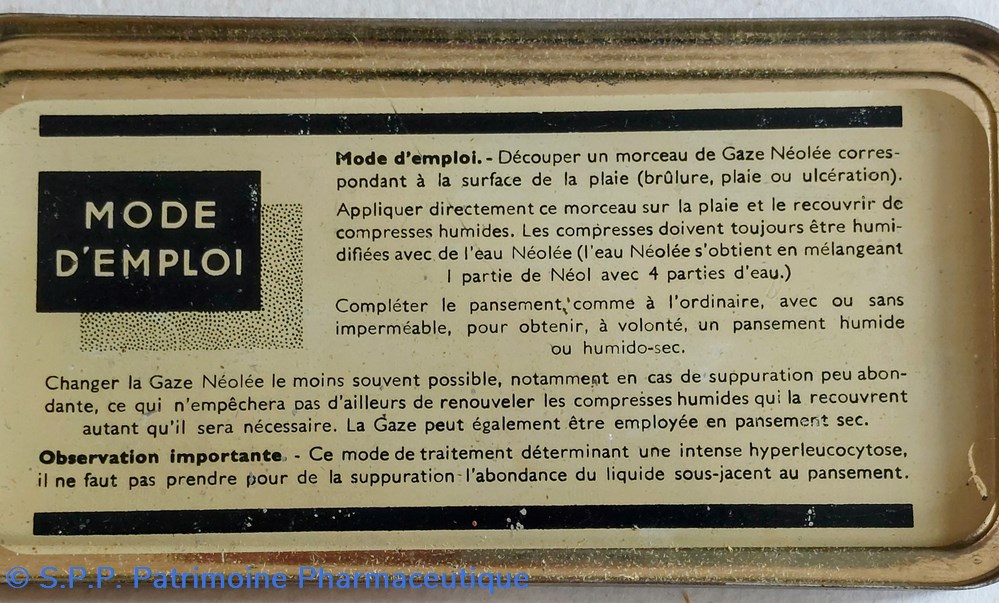 MODE
D'EMPLOI
Mode d'emploi. - Découper un morceau de Gaze Néolée corres-
pondant à la surface de la plaie (brûlure, plaie ou ulcération).
Appliquer directement ce morceau sur la plaie et le recouvrir de
compresses humides. Les compresses doivent toujours être humi-
difiées avec de l'eau Néolée (l'eau Néolée s'obtient en mélangeant
1 partie de Néol avec 4 parties d'eau.)
Compléter le pansement, comme à l'ordinaire, avec ou sans
imperméable, pour obtenir, à volonté, un pansement humide
ou humido-sec.
Changer la Gaze Néolée le moins souvent possible, notamment en cas de suppuration peu abon-
dante, ce qui n'empêchera pas d'ailleurs de renouveler les compresses humides qui la recouvrent
autant qu'il sera nécessaire. La Gaze peut également être employée en pansement sec.
Observation importante. - Ce mode de traitement déterminant une intense hyperleucocytose,
il ne faut pas prendre pour de la suppuration l'abondance du liquide sous-jacent au pansement.
© S.P.P. Patrimoine Pharmaceutique